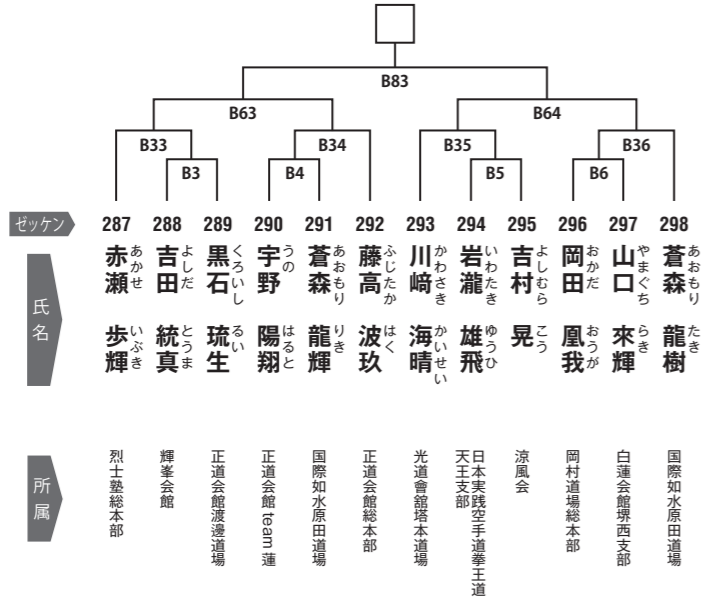 B83
B63
B64
B33
B34
B35
B36
B3
B4
B5
B6
ゼッケン
287
288
289
290
291
292
293
294
295
296
297
298
氏名
赤瀬 歩輝
あかせ いぶき
吉田 統真
よしだ とうま
黒石 琉生
くろいし るい
宇野 陽翔
うの はると
蒼森 龍輝
あおもり りき
藤高 波玖
ふじたか はく
川﨑 海晴
かわさき かいせい
岩瀧 雄飛
いわたき ゆうひ
吉村 晃
よしむら こう
岡田 凰我
おかだ おうが
山口 來輝
やまぐち らき
蒼森 龍樹
あおもり たき
所属
烈士塾総本部
輝峯会館
正道会館渡邊道場
正道会館 team 蓮
国際如水原田道場
正道会館総本部
光道會舘塔本道場
日本実践空手道拳王道
天王支部
涼風会
岡村道場総本部
白蓮会館堺西支部
国際如水原田道場